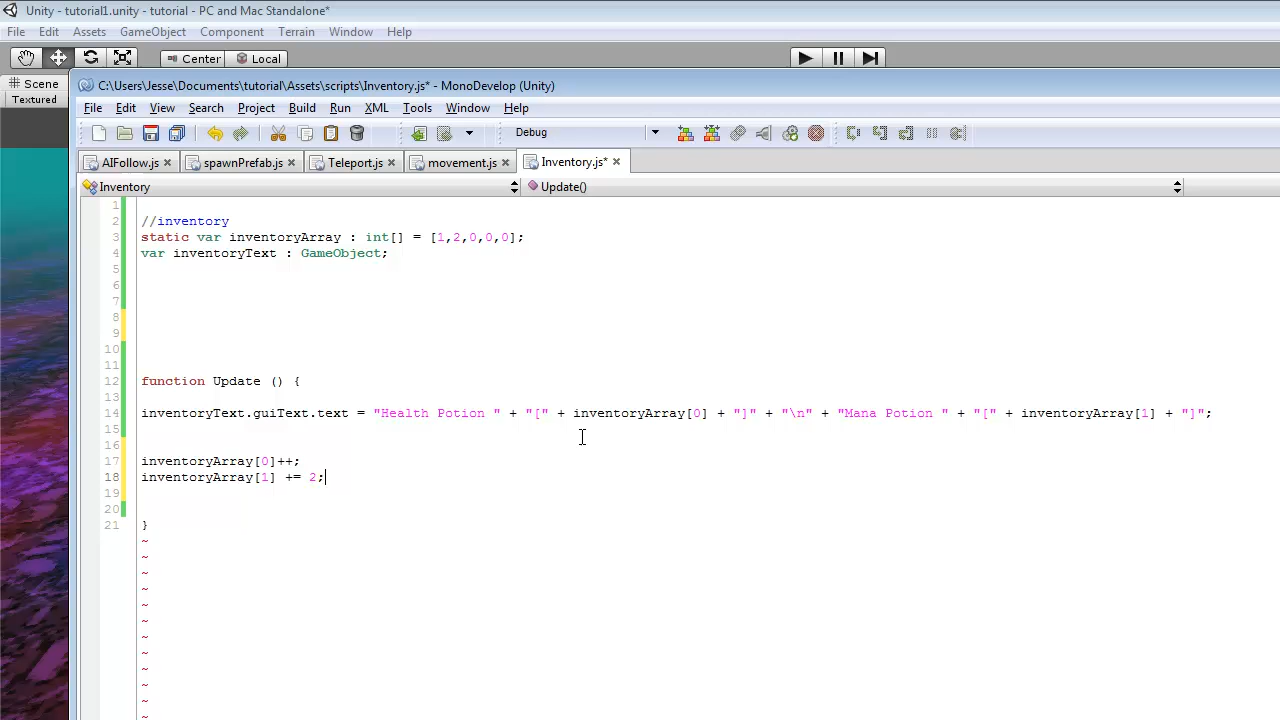 Unity - tutorial1.unity - tutorial - PC and Mac Standalone*
File Edit Assets GameObject Component Terrain Window Help
Center Local
Scene
Textured
C:\Users\Jesse\Documents\tutorial\Assets\scripts\Inventory.js* - MonoDevelop (Unity)
File Edit View Search Project Build Run XML Tools Window Help
Debug
AIFollow.js spawnPrefab.js Teleport.js movement.js Inventory.js*
Inventory Update()
1
2 //inventory
3 static var inventoryArray : int[] = [1,2,0,0,0];
4 var inventoryText : GameObject;
5
6
7
8
9
10
11
12 function Update () {
13
14 inventoryText.guiText.text = "Health Potion " + "[" + inventoryArray[0] + "]" + "\n" + "Mana Potion " + "[" + inventoryArray[1] + "]";
15
16
17 inventoryArray[0]++;
18 inventoryArray[1] += 2;
19
20
21 }
~
~
~
~
~
~
~
~
~
~
~
~